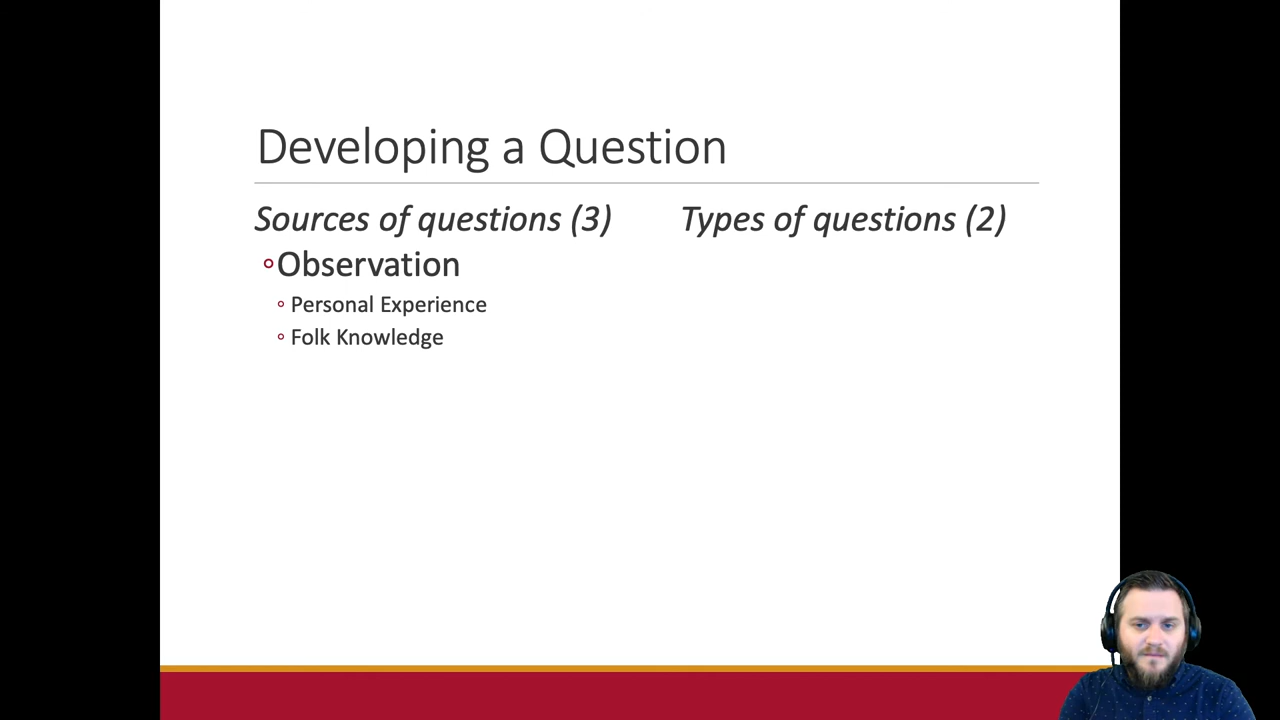 Developing a Question
Sources of questions (3)
Observation
Personal Experience
Folk Knowledge
Types of questions (2)